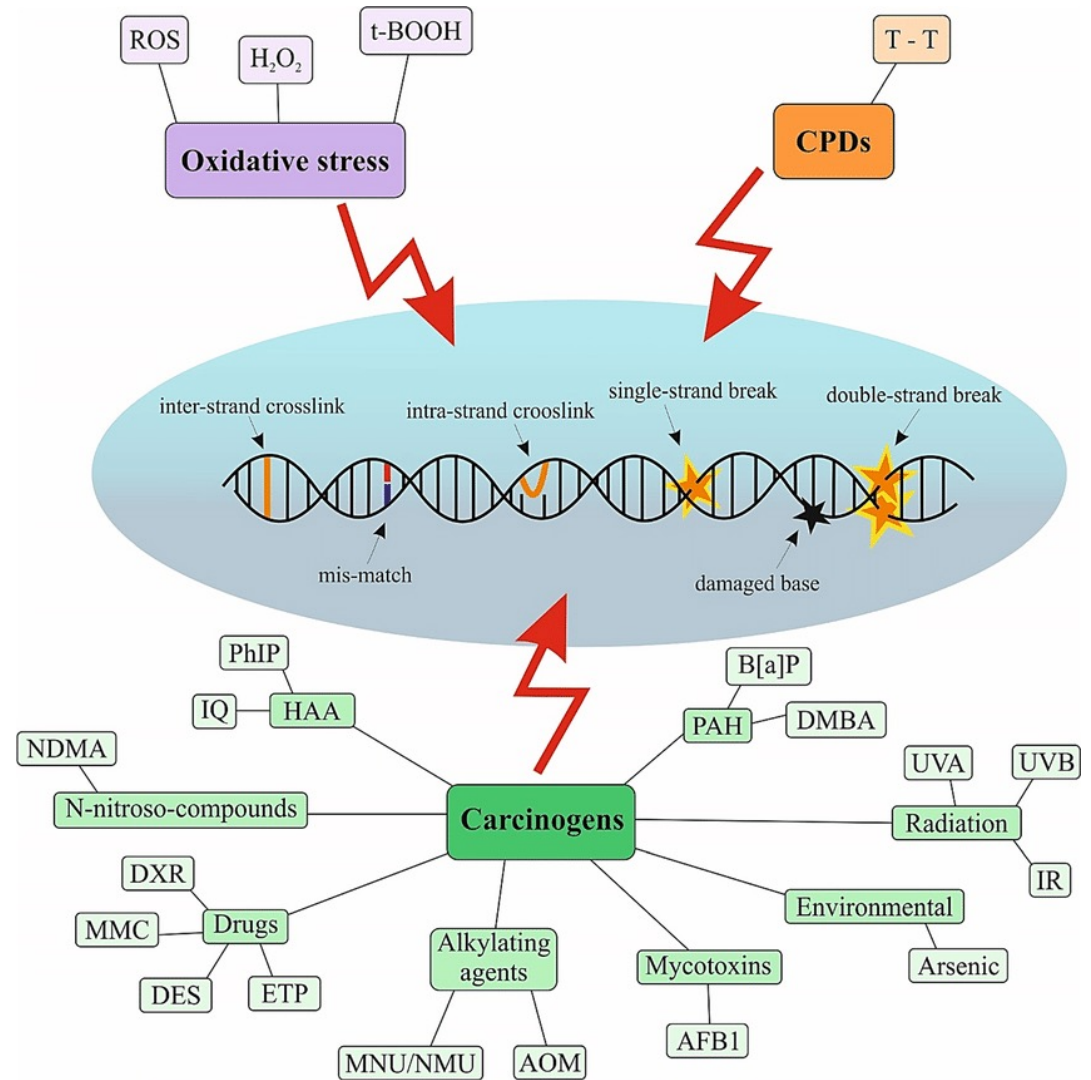 ROS
H₂O₂
t-BOOH
T - T
Oxidative stress
CPDs
inter-strand crosslink
intra-strand crooslink
single-strand break
double-strand break
mis-match
damaged base
PhIP
IQ
HAA
B[a]P
PAH
DMBA
NDMA
N-nitroso-compounds
Carcinogens
UVA
UVB
Radiation
IR
DXR
MMC
Drugs
DES
ETP
Alkylating
agents
MNU/NMU
AOM
Mycotoxins
AFB1
Environmental
Arsenic